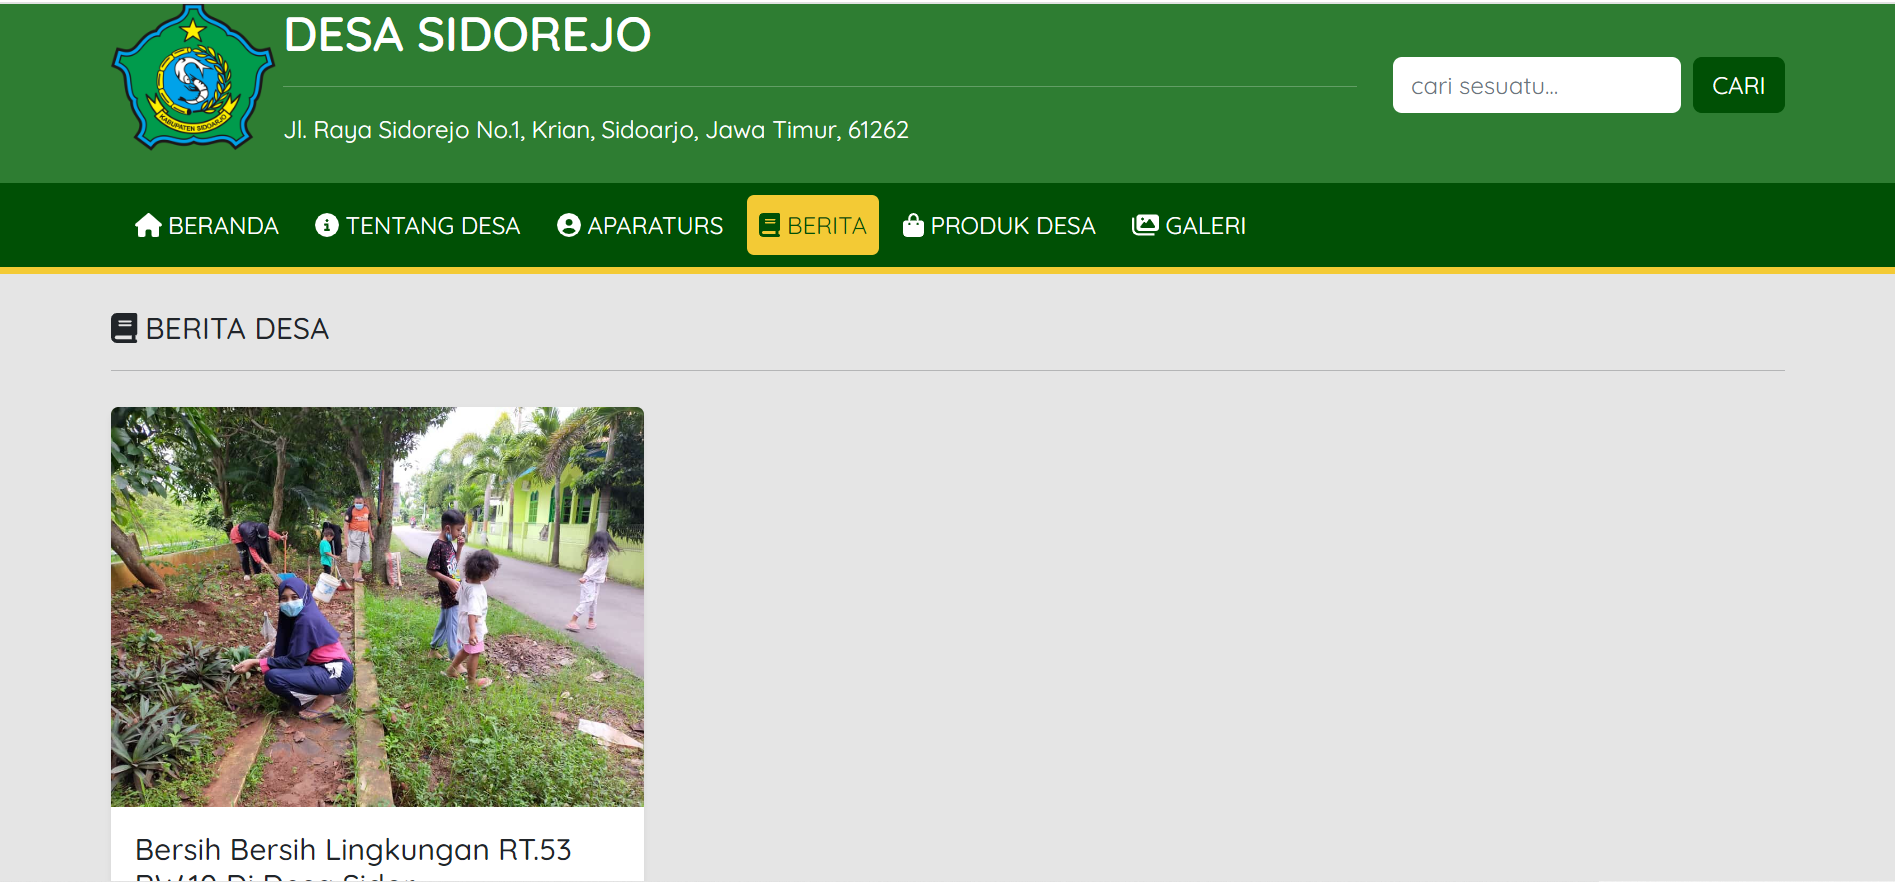 DESA SIDOREJO
KABUPATEN SIDOARJO
Jl. Raya Sidorejo No.1, Krian, Sidoarjo, Jawa Timur, 61262
cari sesuatu...
CARI
BERANDA
TENTANG DESA
APARATURS
BERITA
PRODUK DESA
GALERI
BERITA DESA
Bersih Bersih Lingkungan RT.53